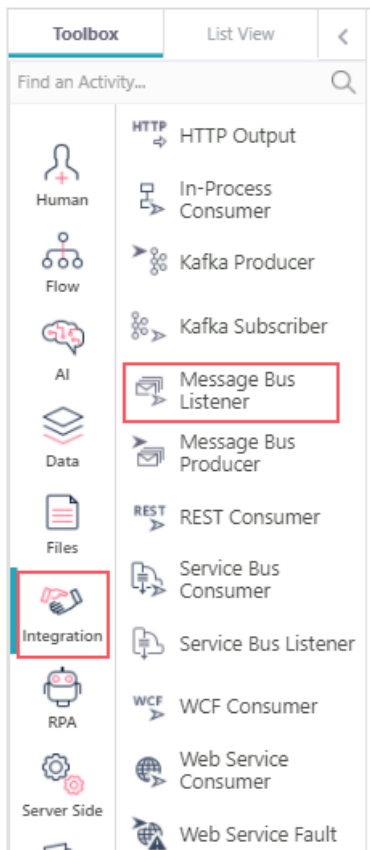 Toolbox
List View
Find an Activity...
Human
Flow
AI
Data
Files
Integration
RPA
Server Side
HTTP
HTTP Output
In-Process
Consumer
Kafka Producer
Kafka Subscriber
Message Bus
Listener
Message Bus
Producer
REST
REST Consumer
Service Bus
Consumer
Service Bus Listener
WCF
WCF Consumer
Web Service
Consumer
Web Service Fault